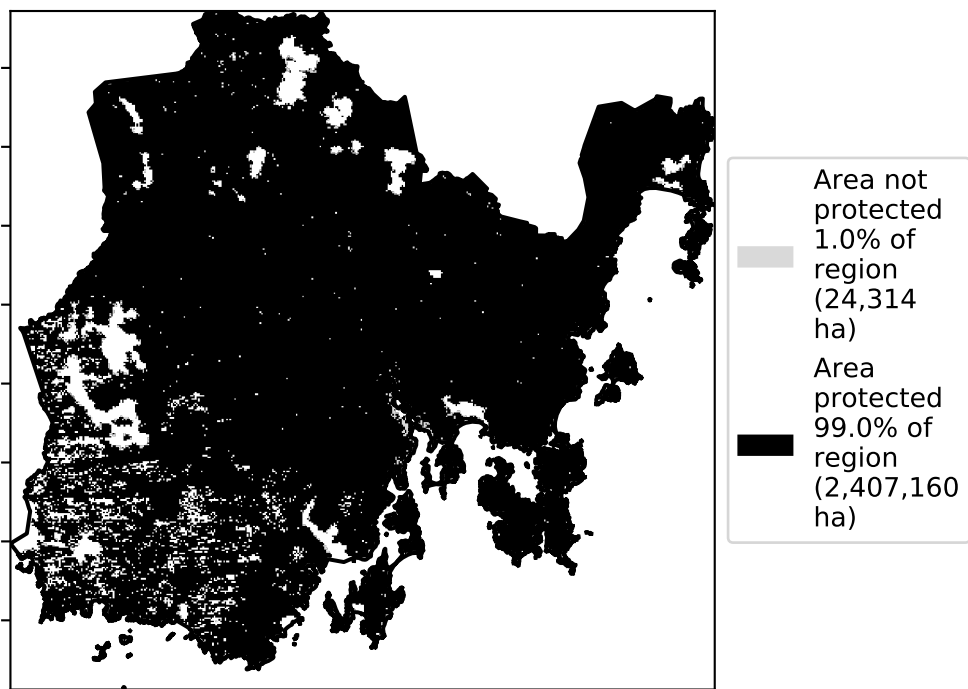 Area not
protected
1.0% of
region
(24,314
ha)
Area
protected
99.0% of
region
(2,407,160
ha)